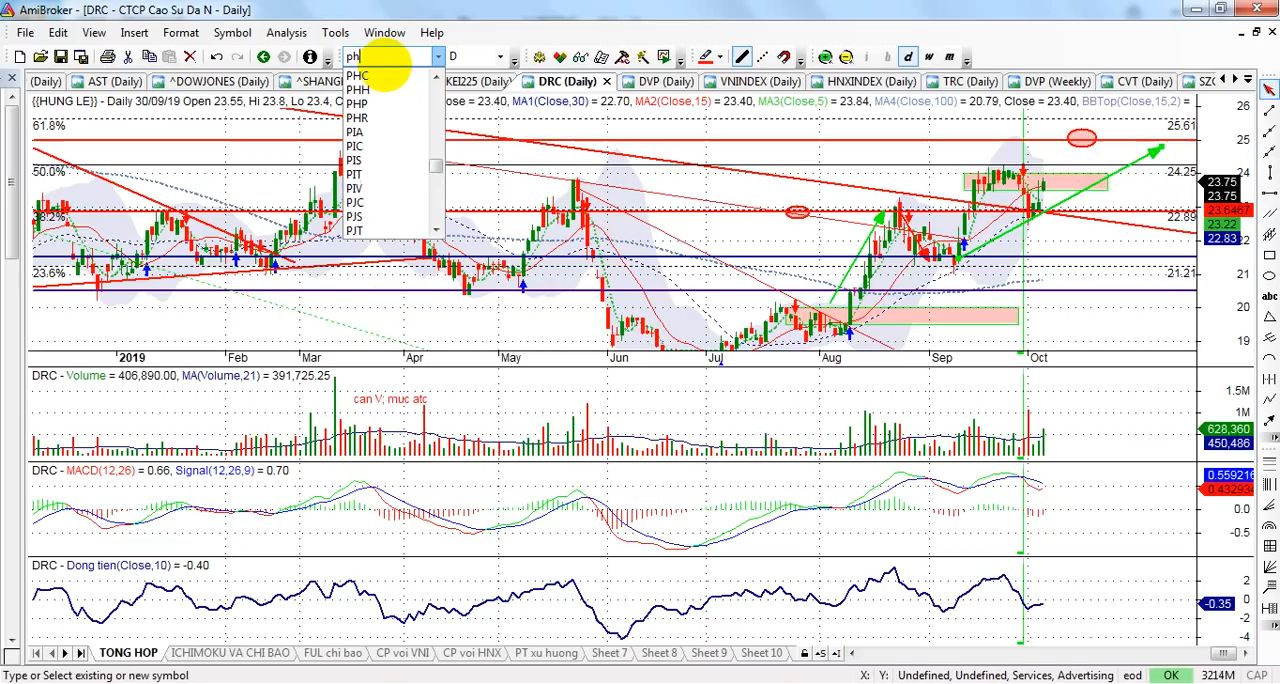 AmiBroker - [DRC - CTCP Cao Su Da N - Daily]
File Edit View Insert Format Symbol Analysis Tools Window Help
ph D i h d w m
(Daily) AST (Daily) ^DOWJONES (Daily) ^SHANG KEI225 (Daily) DRC (Daily) DVP (Daily) VNINDEX (Daily) HNXINDEX (Daily) TRC (Daily) DVP (Weekly) CVT (Daily) SZC
{{HUNG LE}} - Daily 30/09/19 Open 23.55, Hi 23.8, Lo 23.4, = 23.40, Close = 23.40, MA1(Close,30) = 22.70, MA2(Close,15) = 23.40, MA3(Close,5) = 23.84, MA4(Close,100) = 20.79, Close = 23.40, BBTop(Close,15,2) =
PHC
PHH
PHP
PHR
PIA
PIC
PIS
PIT
PIV
PJC
PJS
PJT
61.8%
50.0%
38.2%
23.6%
26
25.61
25
24.25
24
23.75
23.75
23.6467
23.22
22.89
22.83
22
21.21
21
20
19
2019 Feb Mar Apr May Jun Jul Aug Sep Oct
DRC - Volume = 406,890.00, MA(Volume,21) = 391,725.25
can V; muc atc
1.5M
1M
628,360
450,486
DRC - MACD(12,26) = 0.66, Signal(12,26,9) = 0.70
0.559216
0.432934
0.0
-0.5
DRC - Dong tien(Close,10) = -0.40
2
0
-0.35
-2
-4
TONG HOP ICHIMOKU VA CHI BAO FUL chi bao CP voi VNI CP voi HNX PT xu huong Sheet 7 Sheet 8 Sheet 9 Sheet 10
Type or Select existing or new symbol X: Y: Undefined, Undefined, Services, Advertising eod OK 3214M CAP